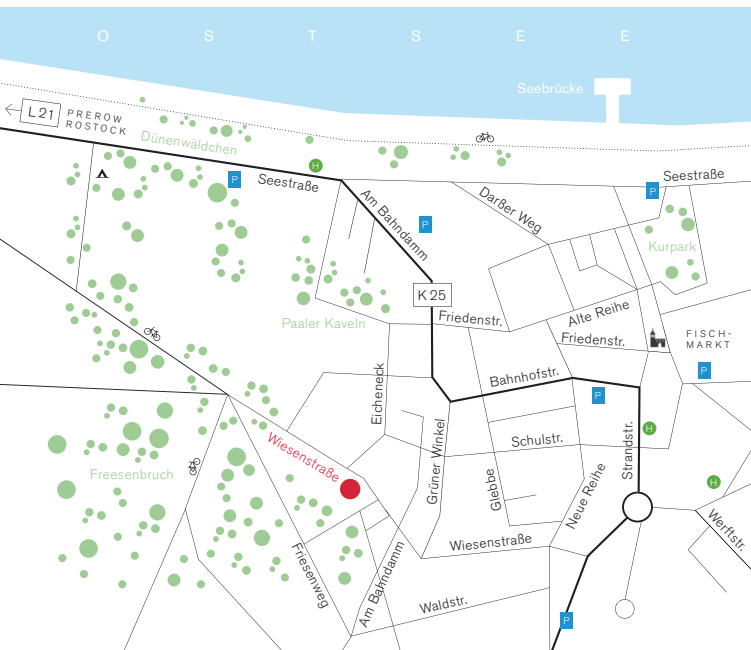 O S T S E E
Seebrücke
L 21
PREROW
ROSTOCK
Dünenwäldchen
H
P
Seestraße
Seestraße
P
Am Bahndamm
Darßer Weg
P
Kurpark
K 25
Friedenstr.
Alte Reihe
Friedenstr.
FISCH-
MARKT
Paaler Kaveln
P
Eicheneck
Bahnhofstr.
P
Wiesenstraße
Grüner Winkel
Schulstr.
Strandstr.
H
Freesenbruch
Glebbe
Neue Reihe
H
Werftstr.
Wiesenstraße
Friesenweg
Am Bahndamm
Waldstr.
P